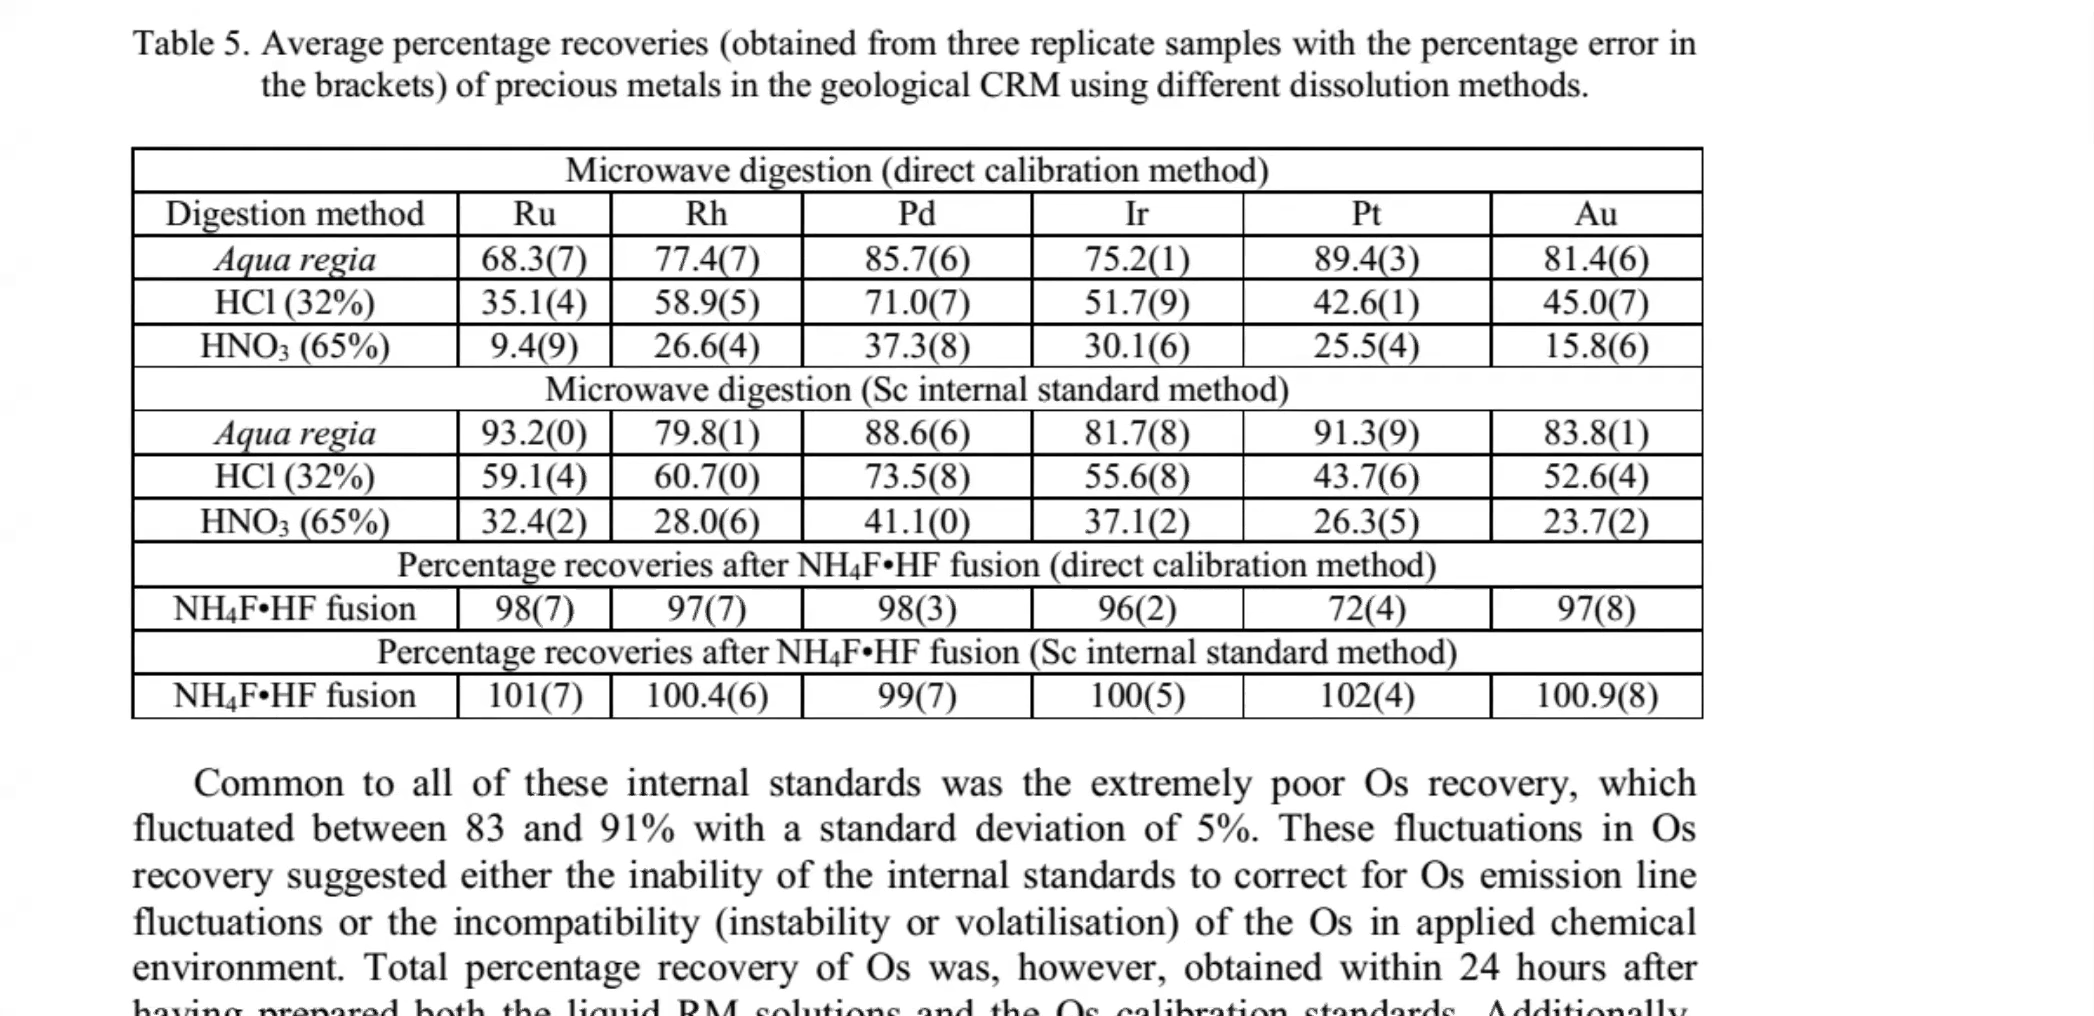 Table 5. Average percentage recoveries (obtained from three replicate samples with the percentage error in
the brackets) of precious metals in the geological CRM using different dissolution methods.
Microwave digestion (direct calibration method)
Digestion method Ru Rh Pd Ir Pt Au
Aqua regia 68.3(7) 77.4(7) 85.7(6) 75.2(1) 89.4(3) 81.4(6)
HCl (32%) 35.1(4) 58.9(5) 71.0(7) 51.7(9) 42.6(1) 45.0(7)
HNO₃ (65%) 9.4(9) 26.6(4) 37.3(8) 30.1(6) 25.5(4) 15.8(6)
Microwave digestion (Sc internal standard method)
Aqua regia 93.2(0) 79.8(1) 88.6(6) 81.7(8) 91.3(9) 83.8(1)
HCl (32%) 59.1(4) 60.7(0) 73.5(8) 55.6(8) 43.7(6) 52.6(4)
HNO₃ (65%) 32.4(2) 28.0(6) 41.1(0) 37.1(2) 26.3(5) 23.7(2)
Percentage recoveries after NH₄F•HF fusion (direct calibration method)
NH₄F•HF fusion 98(7) 97(7) 98(3) 96(2) 72(4) 97(8)
Percentage recoveries after NH₄F•HF fusion (Sc internal standard method)
NH₄F•HF fusion 101(7) 100.4(6) 99(7) 100(5) 102(4) 100.9(8)
Common to all of these internal standards was the extremely poor Os recovery, which
fluctuated between 83 and 91% with a standard deviation of 5%. These fluctuations in Os
recovery suggested either the inability of the internal standards to correct for Os emission line
fluctuations or the incompatibility (instability or volatilisation) of the Os in applied chemical
environment. Total percentage recovery of Os was, however, obtained within 24 hours after
having prepared both the liquid RM solutions and the Os calibration standards. Additionally,